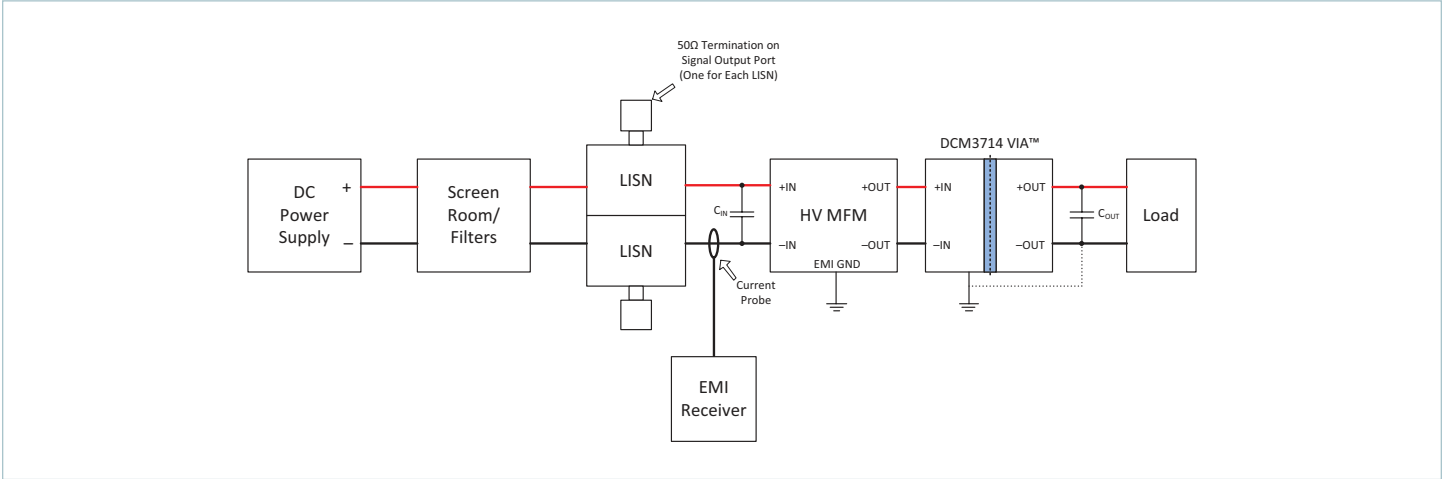 50Ω Termination on
Signal Output Port
(One for Each LISN)
DCM3714 VIA™
DC
Power
Supply
+
–
Screen
Room/
Filters
LISN
LISN
CIN
+IN
–IN
HV MFM
+OUT
–OUT
EMI GND
+IN
–IN
+OUT
–OUT
COUT
Load
Current
Probe
EMI
Receiver